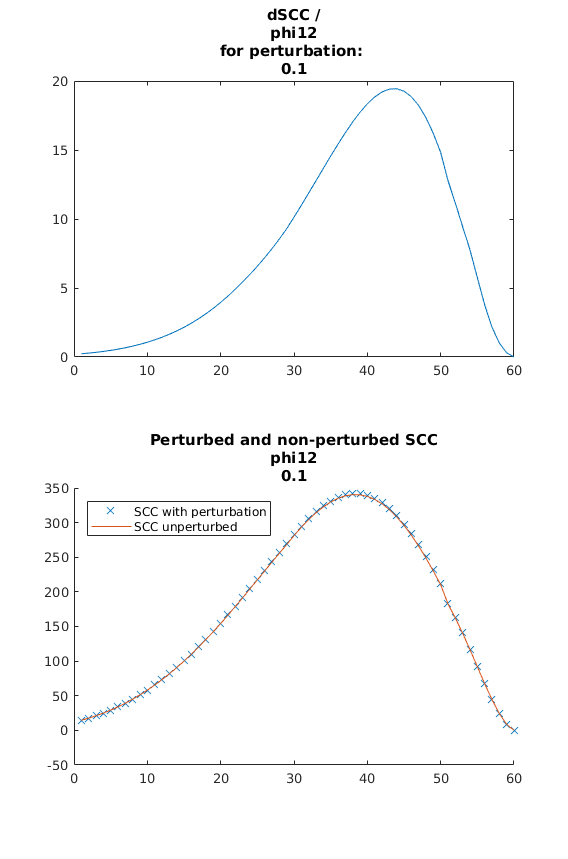 dSCC /
phi12
for perturbation:
0.1
20
15
10
5
0
0 10 20 30 40 50 60
Perturbed and non-perturbed SCC
phi12
0.1
350
300
250
200
150
100
50
0
-50
SCC with perturbation
SCC unperturbed
0 10 20 30 40 50 60